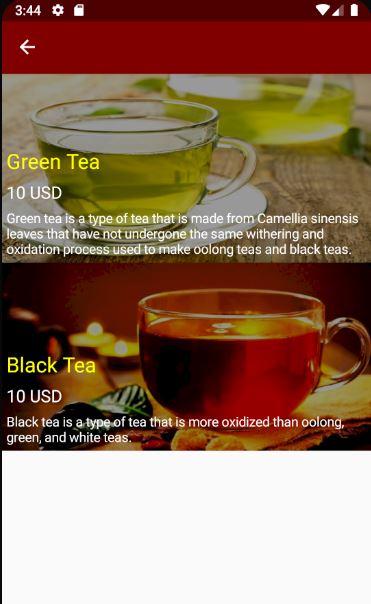 3:44
Green Tea
10 USD
Green tea is a type of tea that is made from Camellia sinensis
leaves that have not undergone the same withering and
oxidation process used to make oolong teas and black teas.
Black Tea
10 USD
Black tea is a type of tea that is more oxidized than oolong,
green, and white teas.